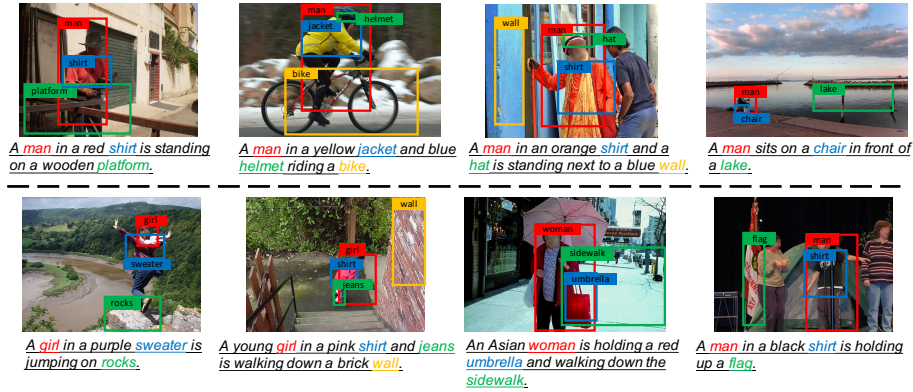 man
shirt
platform
A man in a red shirt is standing
on a wooden platform.
man
jacket
helmet
bike
A man in a yellow jacket and blue
helmet riding a bike.
wall
man
hat
shirt
A man in an orange shirt and a
hat is standing next to a blue wall.
man
chair
lake
A man sits on a chair in front of
a lake.
girl
sweater
rocks
A girl in a purple sweater is
jumping on rocks.
wall
girl
shirt
jeans
A young girl in a pink shirt and jeans
is walking down a brick wall.
woman
sidewalk
umbrella
An Asian woman is holding a red
umbrella and walking down the
sidewalk.
flag
man
shirt
A man in a black shirt is holding
up a flag.